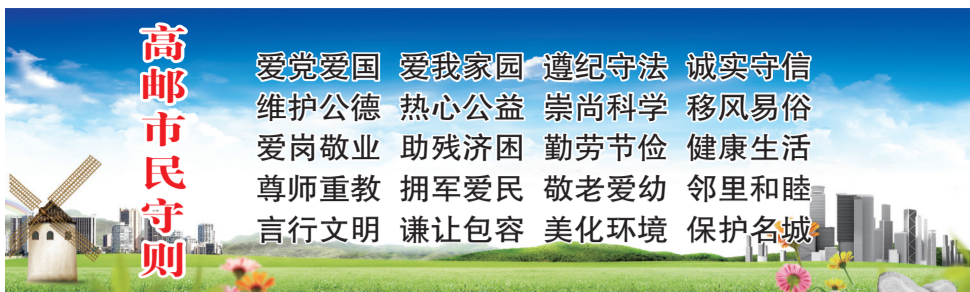 高邮市民守则
爱党爱国 爱我家园 遵纪守法 诚实守信
维护公德 热心公益 崇尚科学 移风易俗
爱岗敬业 助残济困 勤劳节俭 健康生活
尊师重教 拥军爱民 敬老爱幼 邻里和睦
言行文明 谦让包容 美化环境 保护名城